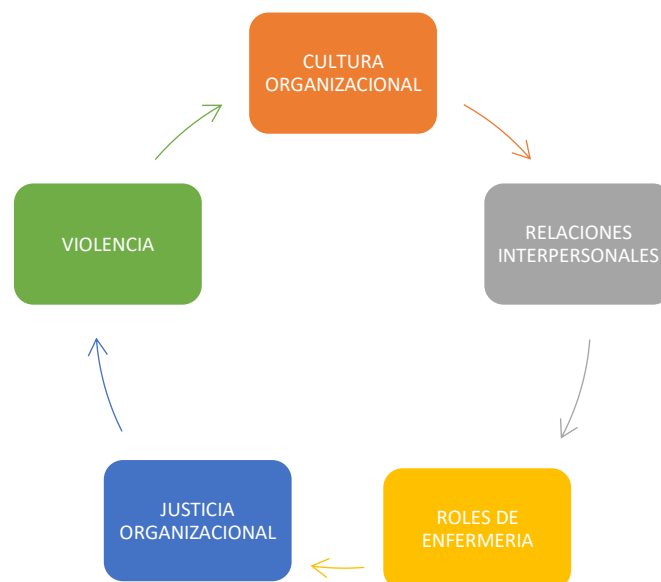 CULTURA
ORGANIZACIONAL
RELACIONES
INTERPERSONALES
ROLES DE
ENFERMERIA
JUSTICIA
ORGANIZACIONAL
VIOLENCIA